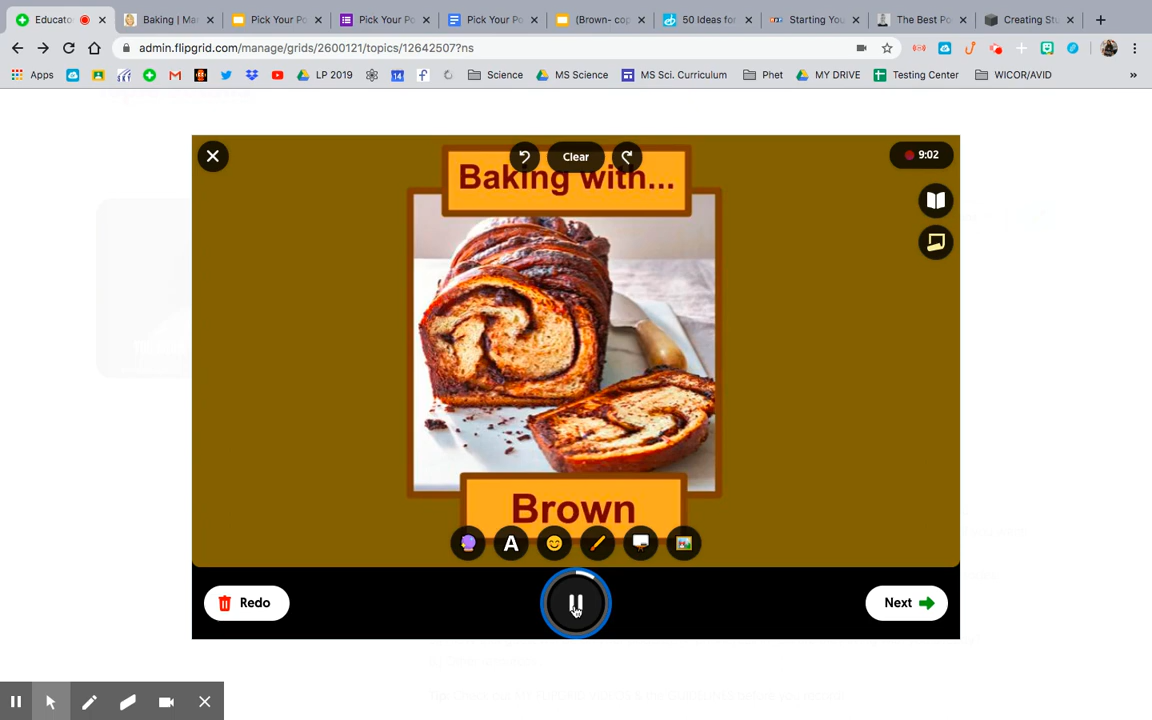 Educato
Baking | Mar
Pick Your Po
Pick Your Po
Pick Your Po
(Brown- cop
50 Ideas for
Starting You
The Best Po
Creating Stu
admin.flipgrid.com/manage/grids/2600121/topics/12642507?ns
Apps
LP 2019
14
Science
MS Science
MS Sci. Curriculum
Phet
MY DRIVE
Testing Center
WICOR/AVID
»
Clear
9:02
Baking with...
Brown
A
Redo
Next